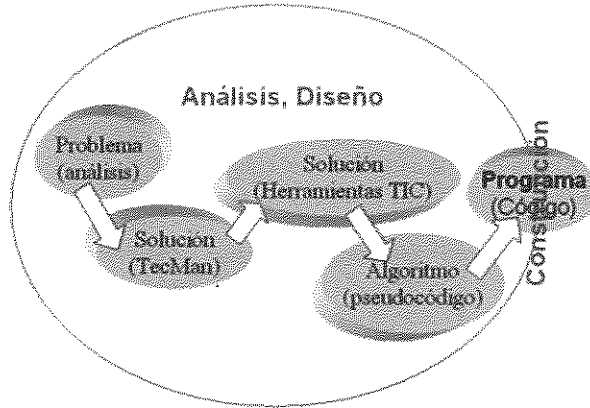 Análisis, Diseño
Problema
(análisis)
Solución
(TecMan)
Solución
(Herramientas TIC)
Algoritmo
(pseudocódigo)
Programa
(Código)
Construcción